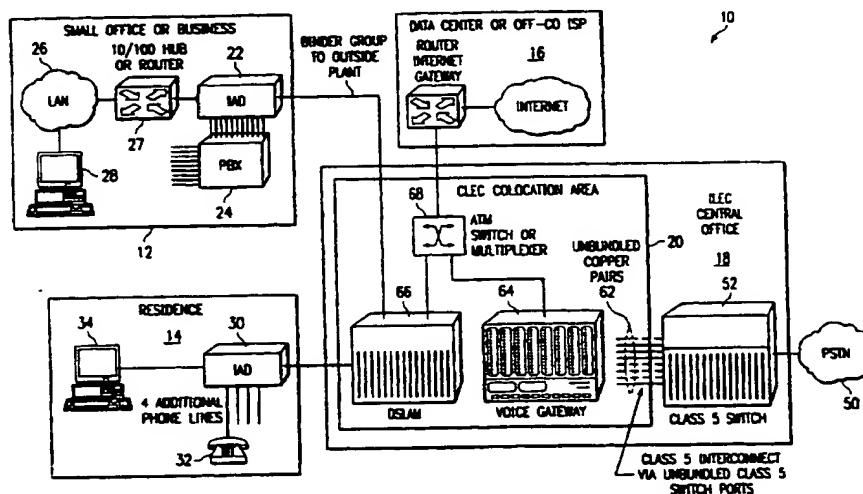 10
SMALL OFFICE OR BUSINESS
26
10/100 HUB
OR ROUTER
22
LAN
IAD
27
28
PBX
24
12
BINDER GROUP
TO OUTSIDE
PLANT
DATA CENTER OR OFF-CO ISP
ROUTER
INTERNET
GATEWAY
16
INTERNET
CLEC COLOCATION AREA
68
ATM
SWITCH OR
MULTIPLEXER
20
UNBUNDLED
COPPER
PAIRS
62
ILEC
CENTRAL
OFFICE
18
52
66
64
DSLAM
VOICE GATEWAY
CLASS 5 SWITCH
PSTN
50
RESIDENCE
34
14
30
IAD
4 ADDITIONAL
PHONE LINES
32
CLASS 5 INTERCONNECT
VIA UNBUNDLED CLASS 5
SWITCH PORTS